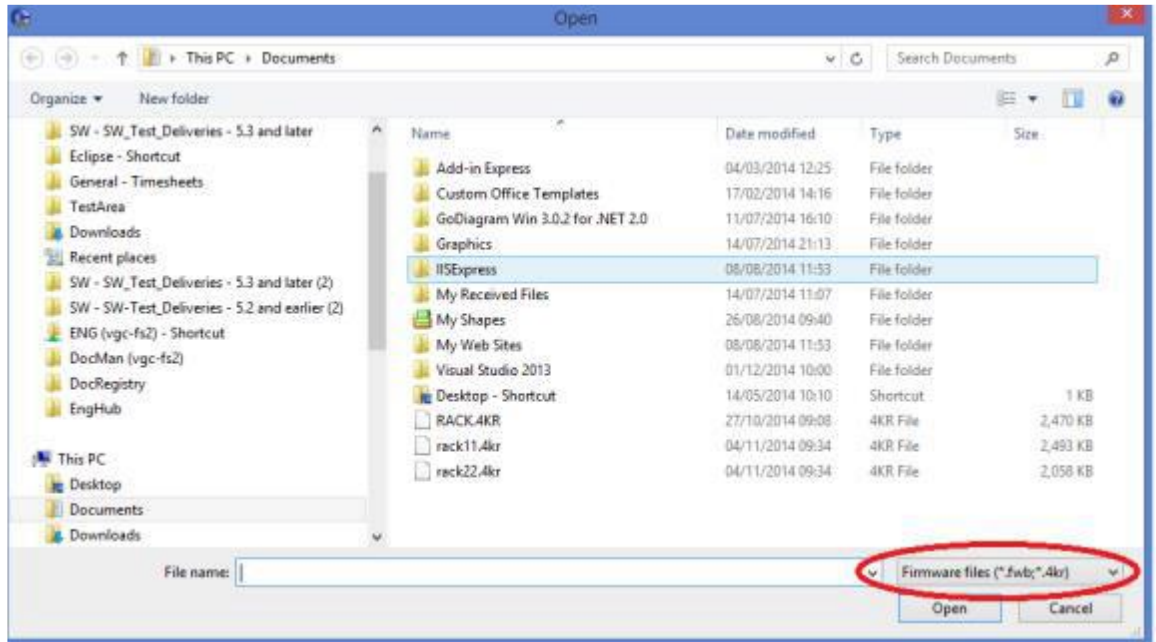 Open
This PC Documents
Search Documents
Organize New folder
SW - SW_Test_Deliveries - 5.3 and later
Eclipse - Shortcut
General - Timesheets
TestArea
Downloads
Recent places
SW - SW_Test_Deliveries - 5.3 and later (2)
SW - SW-Test_Deliveries - 5.2 and earlier (2)
ENG (vgc-fs2) - Shortcut
DocMan (vgc-fs2)
DocRegistry
EngHub
This PC
Desktop
Documents
Downloads
Name Date modified Type Size
Add-in Express 04/03/2014 12:25 File folder
Custom Office Templates 17/02/2014 14:16 File folder
GoDiagram Win 3.0.2 for .NET 2.0 11/07/2014 16:10 File folder
Graphics 14/07/2014 21:13 File folder
IISExpress 08/08/2014 11:53 File folder
My Received Files 14/07/2014 11:07 File folder
My Shapes 26/08/2014 09:40 File folder
My Web Sites 08/08/2014 11:53 File folder
Visual Studio 2013 01/12/2014 10:00 File folder
Desktop - Shortcut 14/05/2014 10:10 Shortcut 1 KB
RACK.4KR 27/10/2014 09:08 4KR File 2,470 KB
rack11.4kr 04/11/2014 09:34 4KR File 2,493 KB
rack22.4kr 04/11/2014 09:34 4KR File 2,058 KB
File name: Firmware files (*.fwb;*.4kr)
Open Cancel